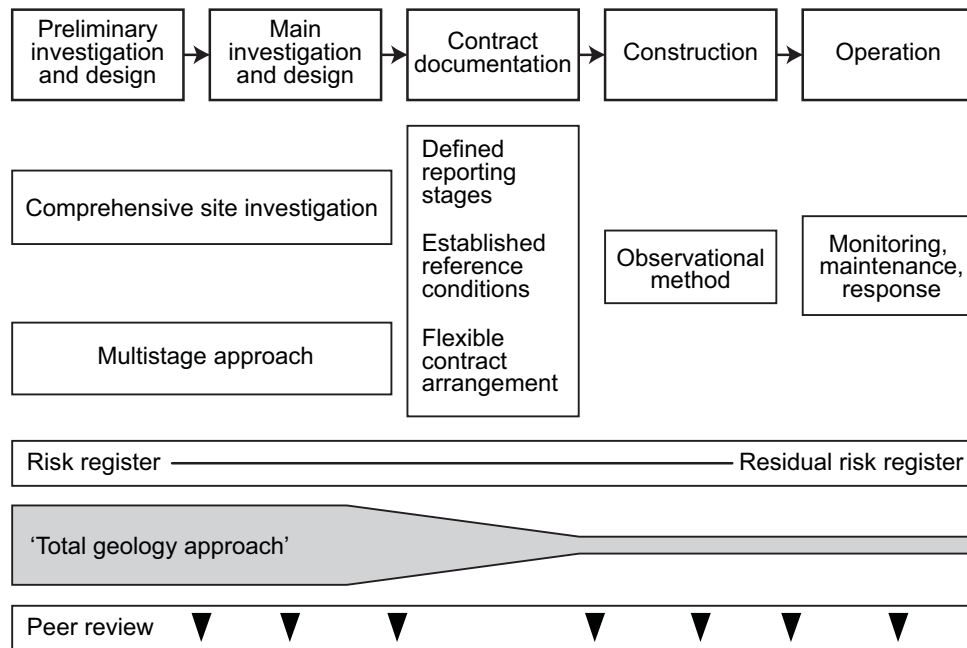 Preliminary
investigation
and design
Main
investigation
and design
Contract
documentation
Construction
Operation
Comprehensive site investigation
Multistage approach
Defined
reporting
stages
Established
reference
conditions
Flexible
contract
arrangement
Observational
method
Monitoring,
maintenance,
response
Risk register
Residual risk register
‘Total geology approach’
Peer review